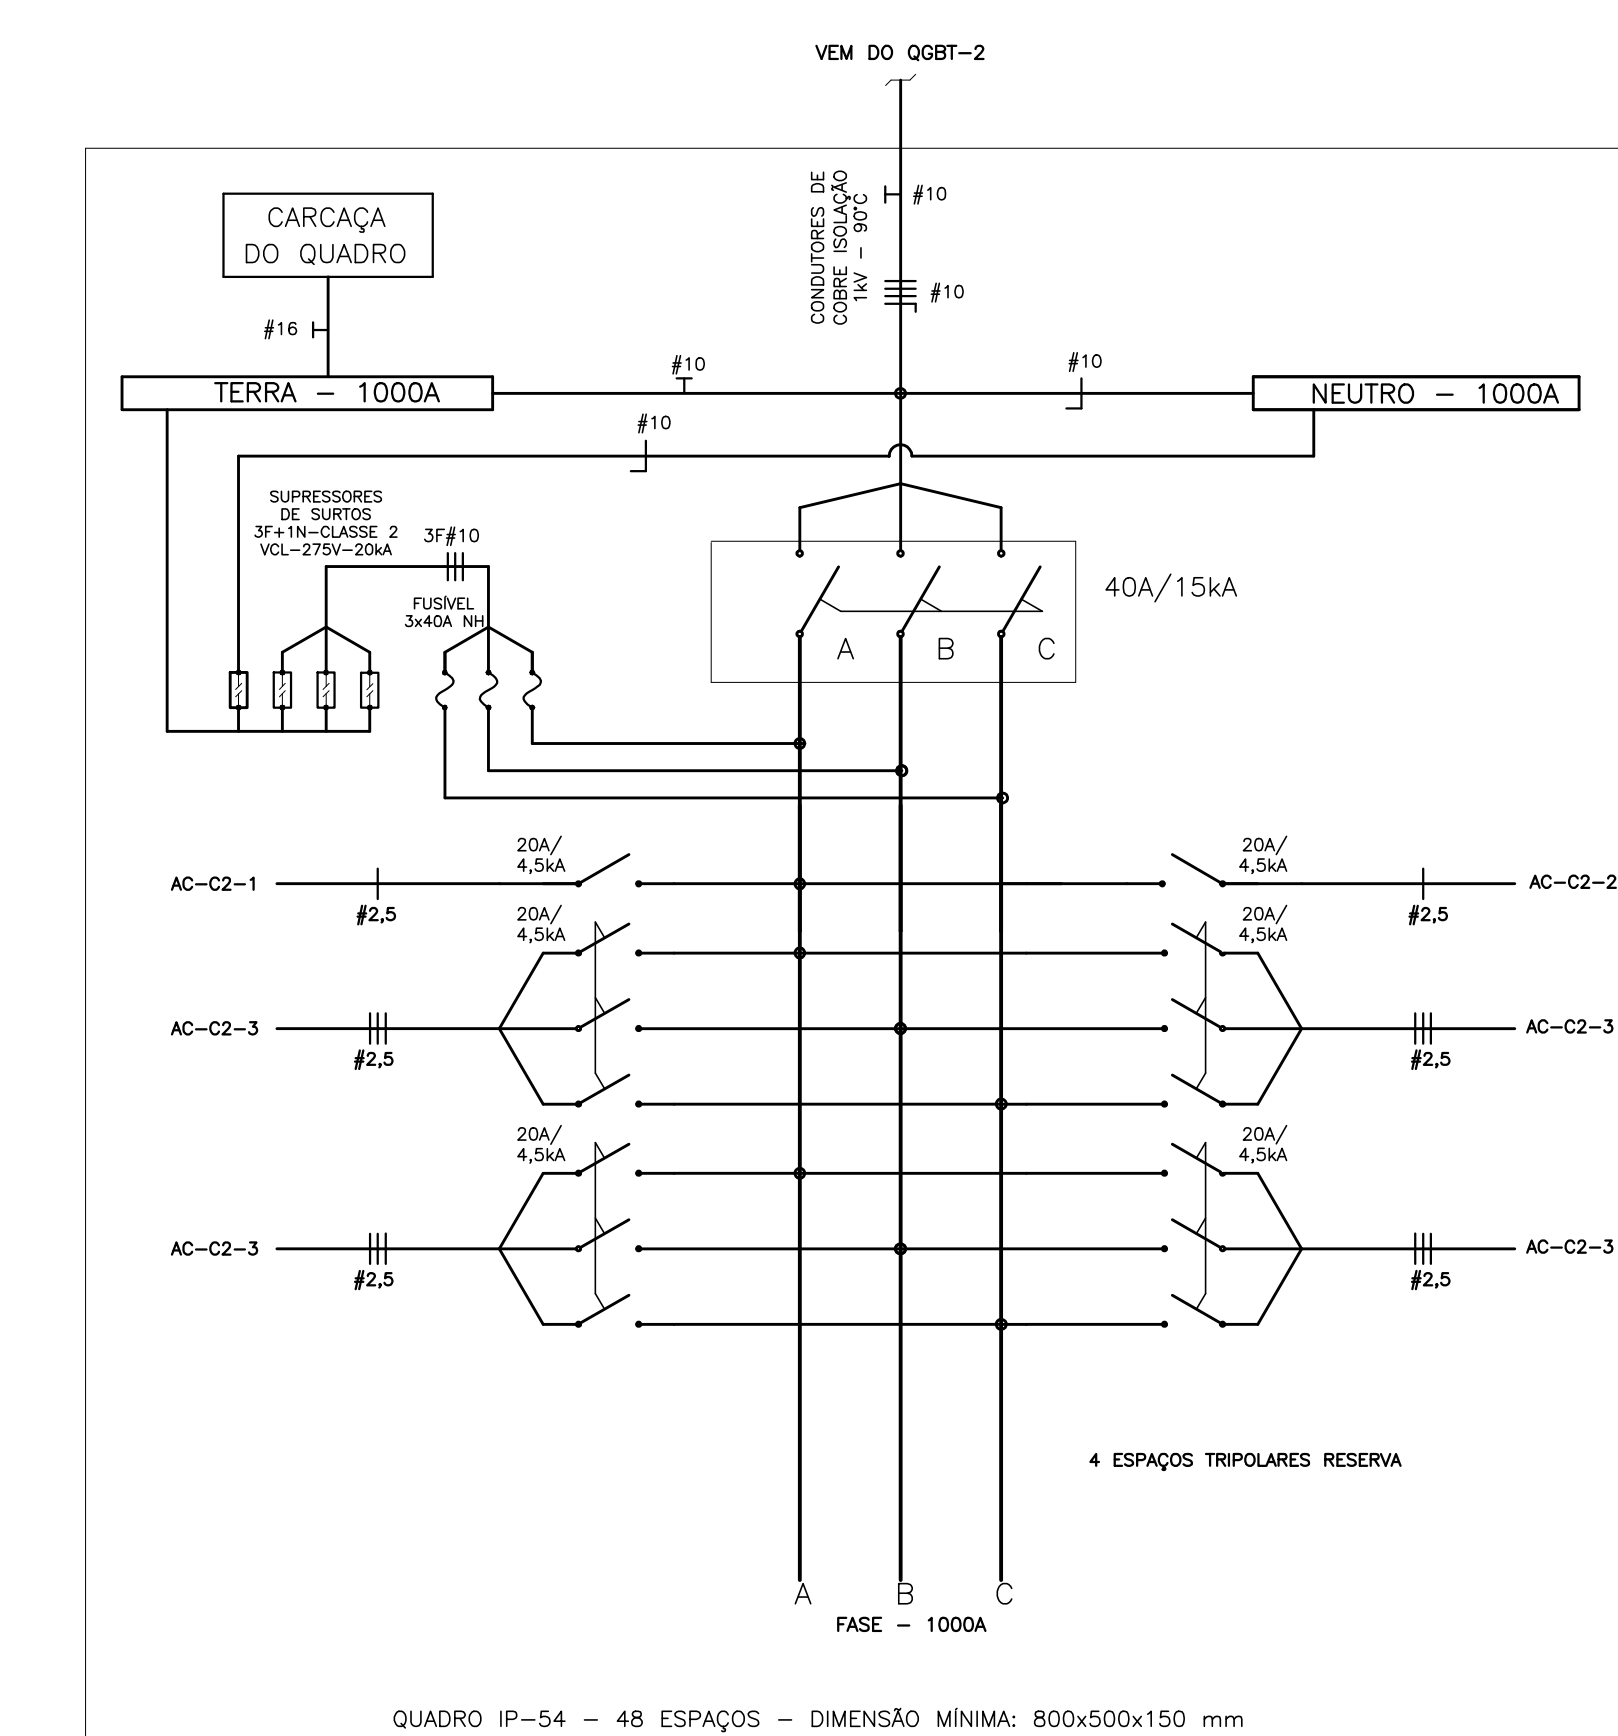 VEM DO QGBT-2
CONDUTORES DE
COBRE ISOLAÇÃO
1kV - 90°C
#10
#10
CARCAÇA
DO QUADRO
#16
TERRA - 1000A
#10
#10
NEUTRO - 1000A
#10
SUPRESSORES
DE SURTOS
3F+1N-CLASSE 2
VCL-275V-20kA
3F#10
FUSÍVEL
3x40A NH
40A/15kA
A
B
C
20A/
4,5kA
AC-C2-1
#2,5
20A/
4,5kA
AC-C2-2
#2,5
20A/
4,5kA
AC-C2-3
#2,5
20A/
4,5kA
AC-C2-3
#2,5
20A/
4,5kA
AC-C2-3
#2,5
20A/
4,5kA
AC-C2-3
#2,5
4 ESPAÇOS TRIPOLARES RESERVA
A
B
C
FASE - 1000A
QUADRO IP-54 - 48 ESPAÇOS - DIMENSÃO MÍNIMA: 800x500x150 mm